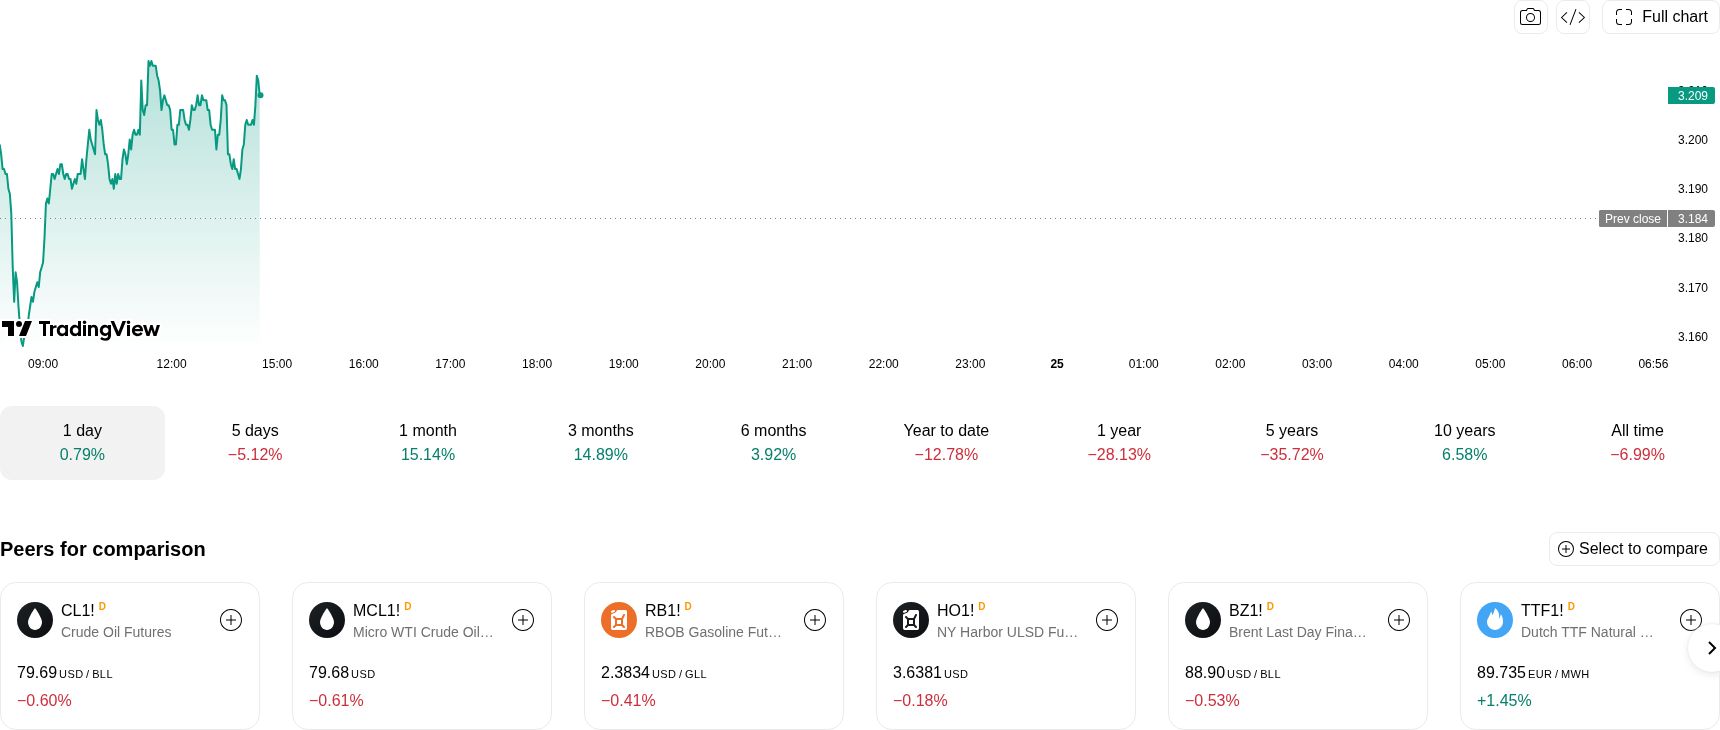 Full chart
3.209
3.200
3.190
Prev close 3.184
3.180
3.170
TradingView
3.160
09:00 12:00 15:00 16:00 17:00 18:00 19:00 20:00 21:00 22:00 23:00 25 01:00 02:00 03:00 04:00 05:00 06:00 06:56
1 day 5 days 1 month 3 months 6 months Year to date 1 year 5 years 10 years All time
0.79% −5.12% 15.14% 14.89% 3.92% −12.78% −28.13% −35.72% 6.58% −6.99%
Peers for comparison Select to compare
CL1! D MCL1! D RB1! D HO1! D BZ1! D TTF1! D
Crude Oil Futures Micro WTI Crude Oil… RBOB Gasoline Fut… NY Harbor ULSD Fu… Brent Last Day Fina… Dutch TTF Natural …
79.69 USD / BLL 79.68 USD 2.3834 USD / GLL 3.6381 USD 88.90 USD / BLL 89.735 EUR / MWH
−0.60% −0.61% −0.41% −0.18% −0.53% +1.45%